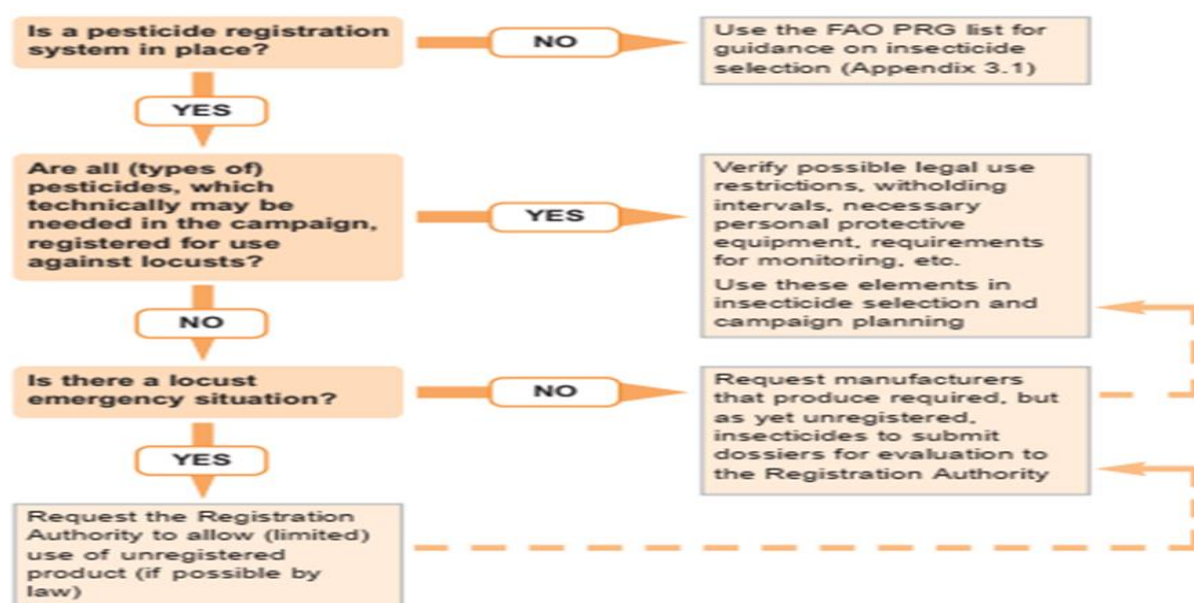 Is a pesticide registration
system in place?
NO
Use the FAO PRG list for
guidance on insecticide
selection (Appendix 3.1)
YES
Are all (types of)
pesticides, which
technically may be
needed in the campaign,
registered for use
against locusts?
YES
Verify possible legal use
restrictions, witholding
intervals, necessary
personal protective
equipment, requirements
for monitoring, etc.
Use these elements in
insecticide selection and
campaign planning
NO
Is there a locust
emergency situation?
NO
Request manufacturers
that produce required, but
as yet unregistered,
insecticides to submit
dossiers for evaluation to
the Registration Authority
YES
Request the Registration
Authority to allow (limited)
use of unregistered
product (if possible by
law)